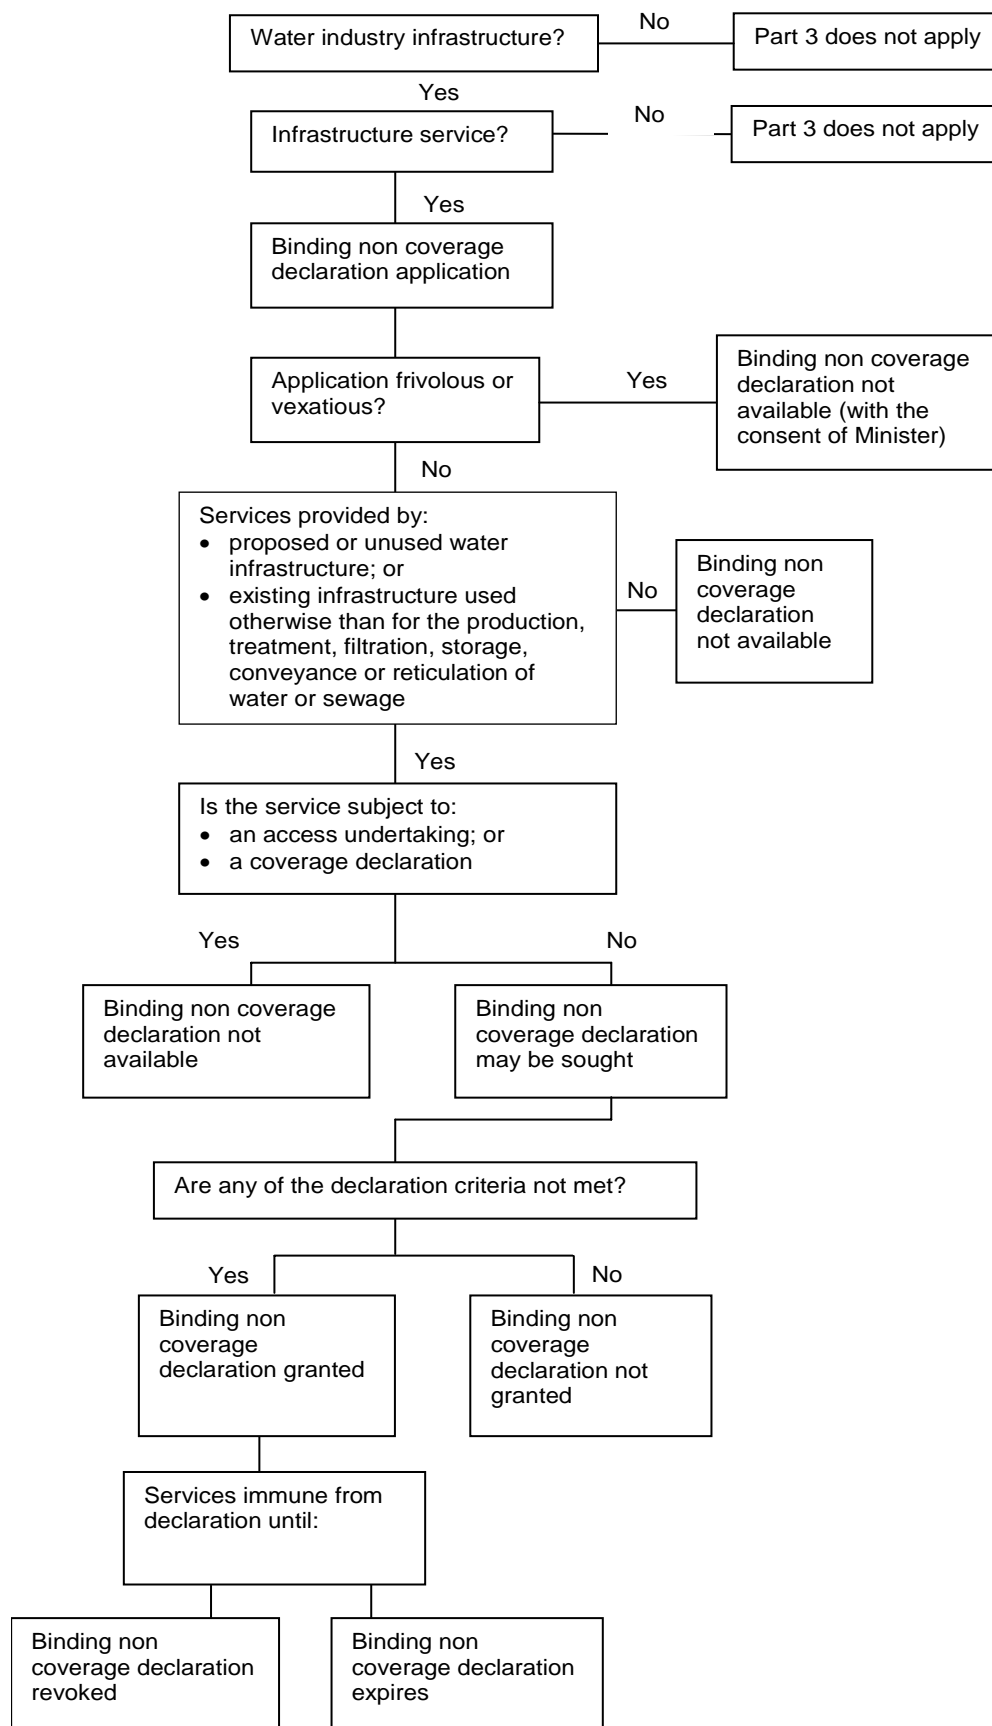 Water industry infrastructure?
No
Part 3 does not apply
Yes
Infrastructure service?
No
Part 3 does not apply
Yes
Binding non coverage
declaration application
Application frivolous or
vexatious?
Yes
Binding non coverage
declaration not
available (with the
consent of Minister)
No
Services provided by:
• proposed or unused water
infrastructure; or
• existing infrastructure used
otherwise than for the production,
treatment, filtration, storage,
conveyance or reticulation of
water or sewage
No
Binding non
coverage
declaration
not available
Yes
Is the service subject to:
• an access undertaking; or
• a coverage declaration
Yes
No
Binding non coverage
declaration not
available
Binding non
coverage declaration
may be sought
Are any of the declaration criteria not met?
Yes
No
Binding non
coverage
declaration granted
Binding non
coverage
declaration not
granted
Services immune from
declaration until:
Binding non
coverage declaration
revoked
Binding non
coverage declaration
expires